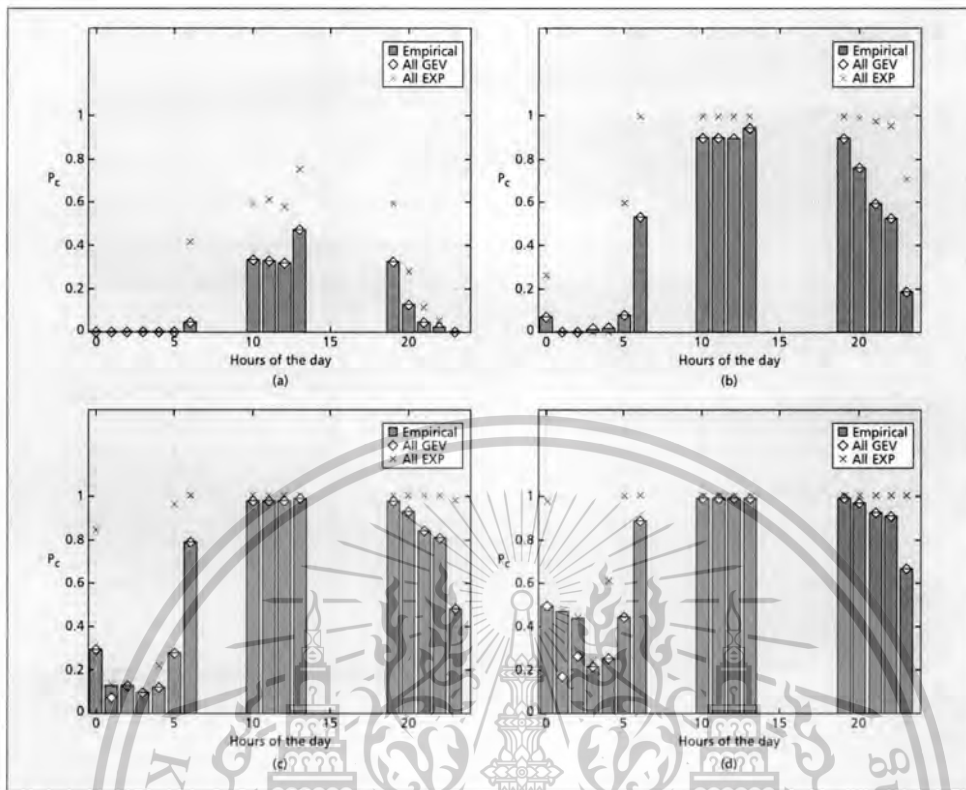 Empirical
All GEV
All EXP
1
0.8
Pc
0.6
0.4
0.2
0
0 5 10 15 20
Hours of the day
(a)
Empirical
All GEV
All EXP
1
0.8
Pc
0.6
0.4
0.2
0
0 5 10 15 20
Hours of the day
(b)
Empirical
All GEV
All EXP
1
0.8
Pc
0.6
0.4
0.2
0
0 5 10 15 20
Hours of the day
(c)
Empirical
All GEV
All EXP
1
0.8
Pc
0.6
0.4
0.2
0
0 5 10 15 20
Hours of the day
(d)
K
g